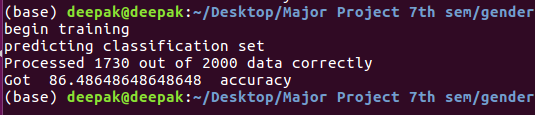 (base) deepak@deepak:~/Desktop/Major Project 7th sem/gender
begin training
predicting classification set
Processed 1730 out of 2000 data correctly
Got  86.48648648648648  accuracy
(base) deepak@deepak:~/Desktop/Major Project 7th sem/gender